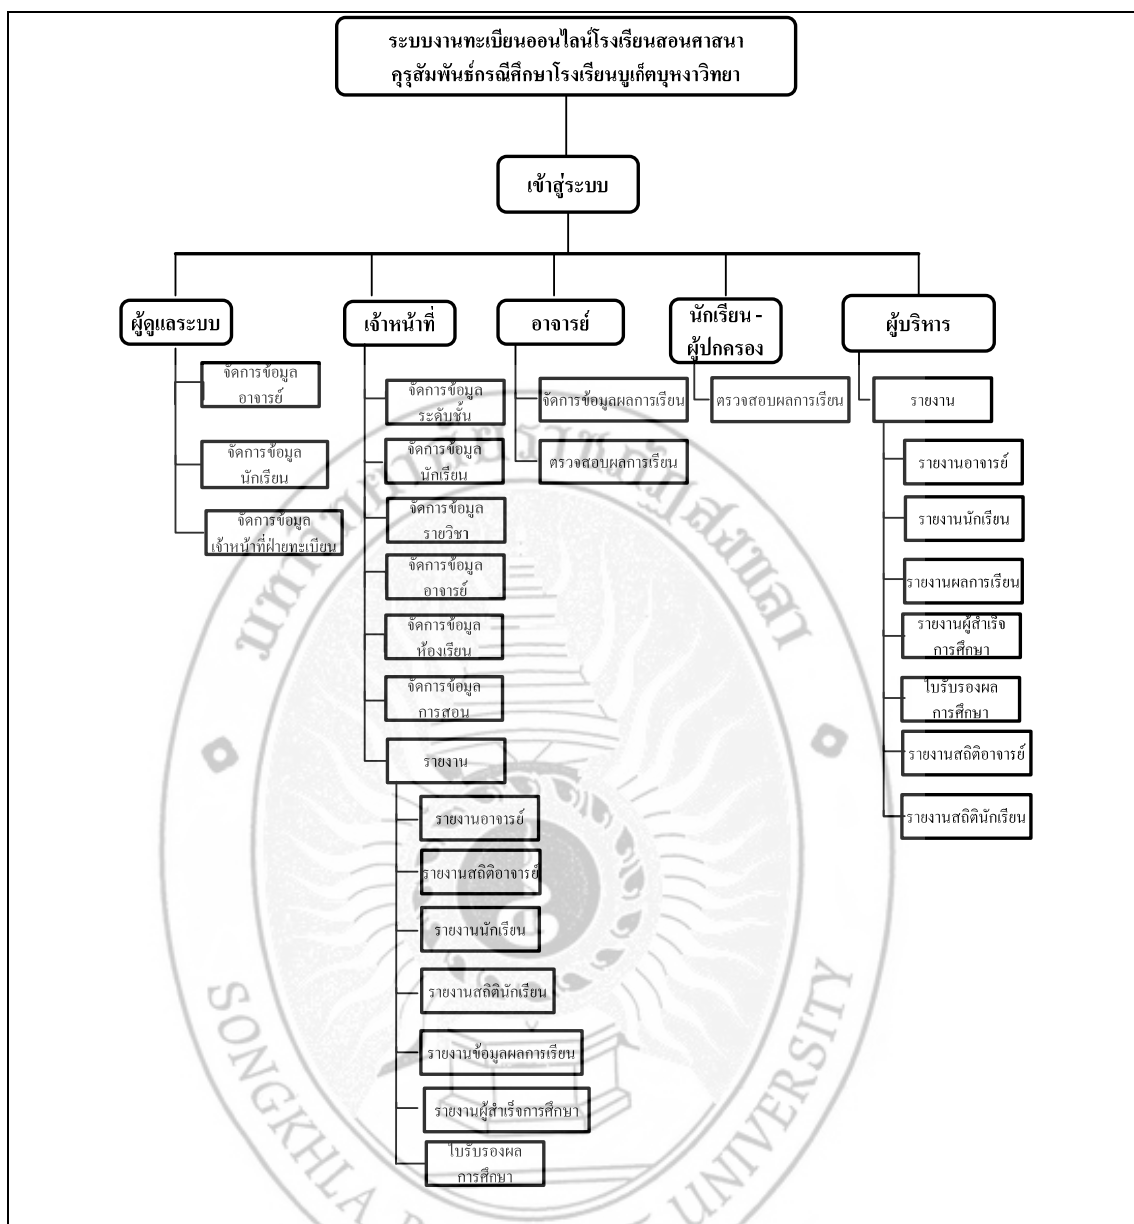 ระบบงานทะเบียนออนไลน์โรงเรียนสอนศาสนา
คุรุสัมพันธ์กรณีศึกษาโรงเรียนบูเก็ตบุหงาวิทยา
เข้าสู่ระบบ
ผู้ดูแลระบบ
จัดการข้อมูล
อาจารย์
จัดการข้อมูล
นักเรียน
จัดการข้อมูล
เจ้าหน้าที่ฝ่ายทะเบียน
เจ้าหน้าที่
จัดการข้อมูล
ระดับชั้น
จัดการข้อมูล
นักเรียน
จัดการข้อมูล
รายวิชา
จัดการข้อมูล
อาจารย์
จัดการข้อมูล
ห้องเรียน
จัดการข้อมูล
การสอน
รายงาน
รายงานอาจารย์
รายงานสถิติอาจารย์
รายงานนักเรียน
รายงานสถิตินักเรียน
รายงานข้อมูลผลการเรียน
รายงานผู้สำเร็จการศึกษา
ใบรับรองผล
การศึกษา
อาจารย์
จัดการข้อมูลผลการเรียน
ตรวจสอบผลการเรียน
นักเรียน -
ผู้ปกครอง
ตรวจสอบผลการเรียน
ผู้บริหาร
รายงาน
รายงานอาจารย์
รายงานนักเรียน
รายงานผลการเรียน
รายงานผู้สำเร็จ
การศึกษา
ใบรับรองผล
การศึกษา
รายงานสถิติอาจารย์
รายงานสถิตินักเรียน
มหาวิทยาลัยราชภัฏสงขลา
SONGKHLA
UNIVERSITY